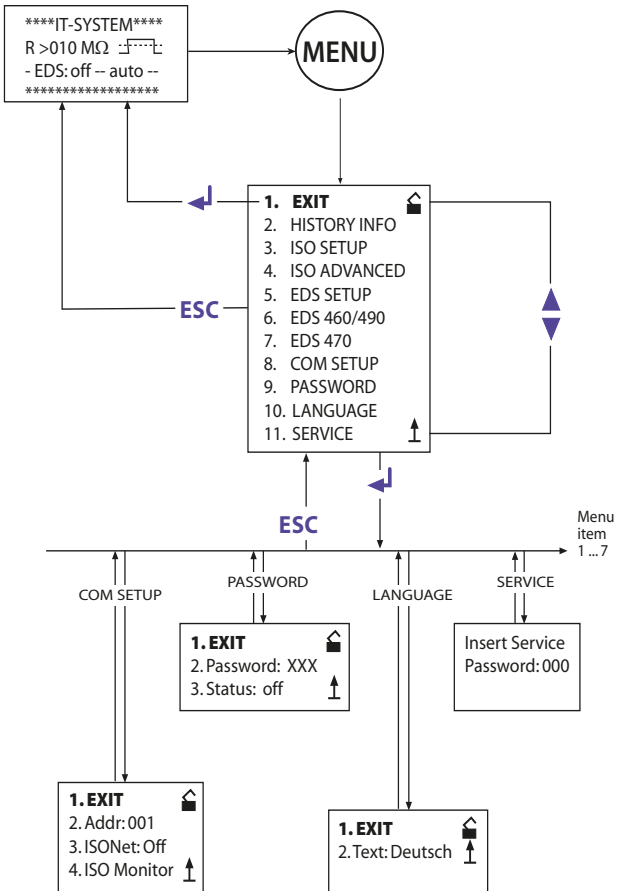 ****IT-SYSTEM****
R >010 MΩ
- EDS: off -- auto --
******************
MENU
1. EXIT
2. HISTORY INFO
3. ISO SETUP
4. ISO ADVANCED
5. EDS SETUP
6. EDS 460/490
7. EDS 470
8. COM SETUP
9. PASSWORD
10. LANGUAGE
11. SERVICE
ESC
ESC
Menu
item
1 ... 7
COM SETUP
PASSWORD
LANGUAGE
SERVICE
1. EXIT
2. Password: XXX
3. Status: off
Insert Service
Password: 000
1. EXIT
2. Addr: 001
3. ISONet: Off
4. ISO Monitor
1. EXIT
2. Text: Deutsch